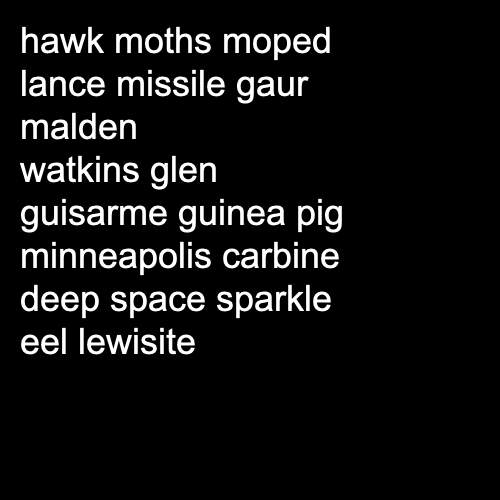 hawk moths moped
lance missile gaur
malden
watkins glen
guisarme guinea pig
minneapolis carbine
deep space sparkle
eel lewisite